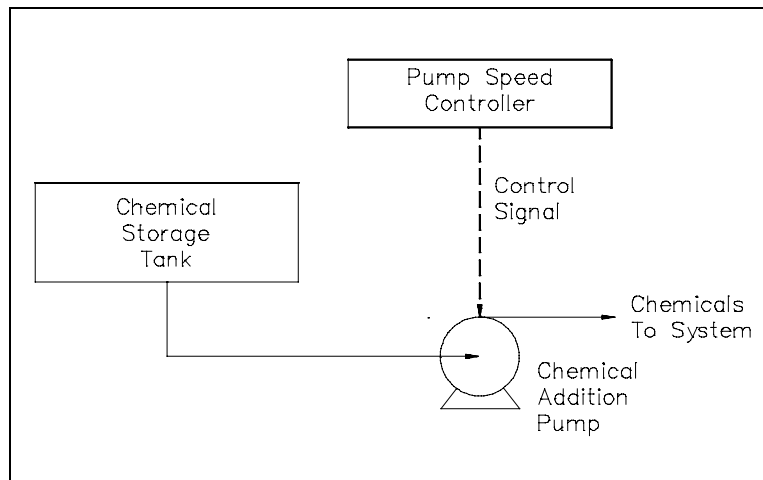 Pump Speed
Controller
Chemical
Storage
Tank
Control
Signal
Chemicals
To System
Chemical
Addition
Pump